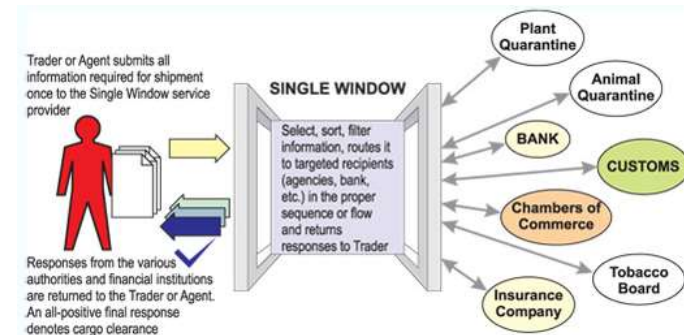 Trader or Agent submits all
information required for shipment
once to the Single Window service
provider
SINGLE WINDOW
Select, sort, filter
information, routes it
to targeted recipients
(agencies, bank,
etc.) in the proper
sequence or flow
and returns
responses to Trader
Responses from the various
authorities and financial institutions
are returned to the Trader or Agent.
An all-positive final response
denotes cargo clearance
Plant
Quarantine
Animal
Quarantine
BANK
CUSTOMS
Chambers of
Commerce
Tobacco
Board
Insurance
Company